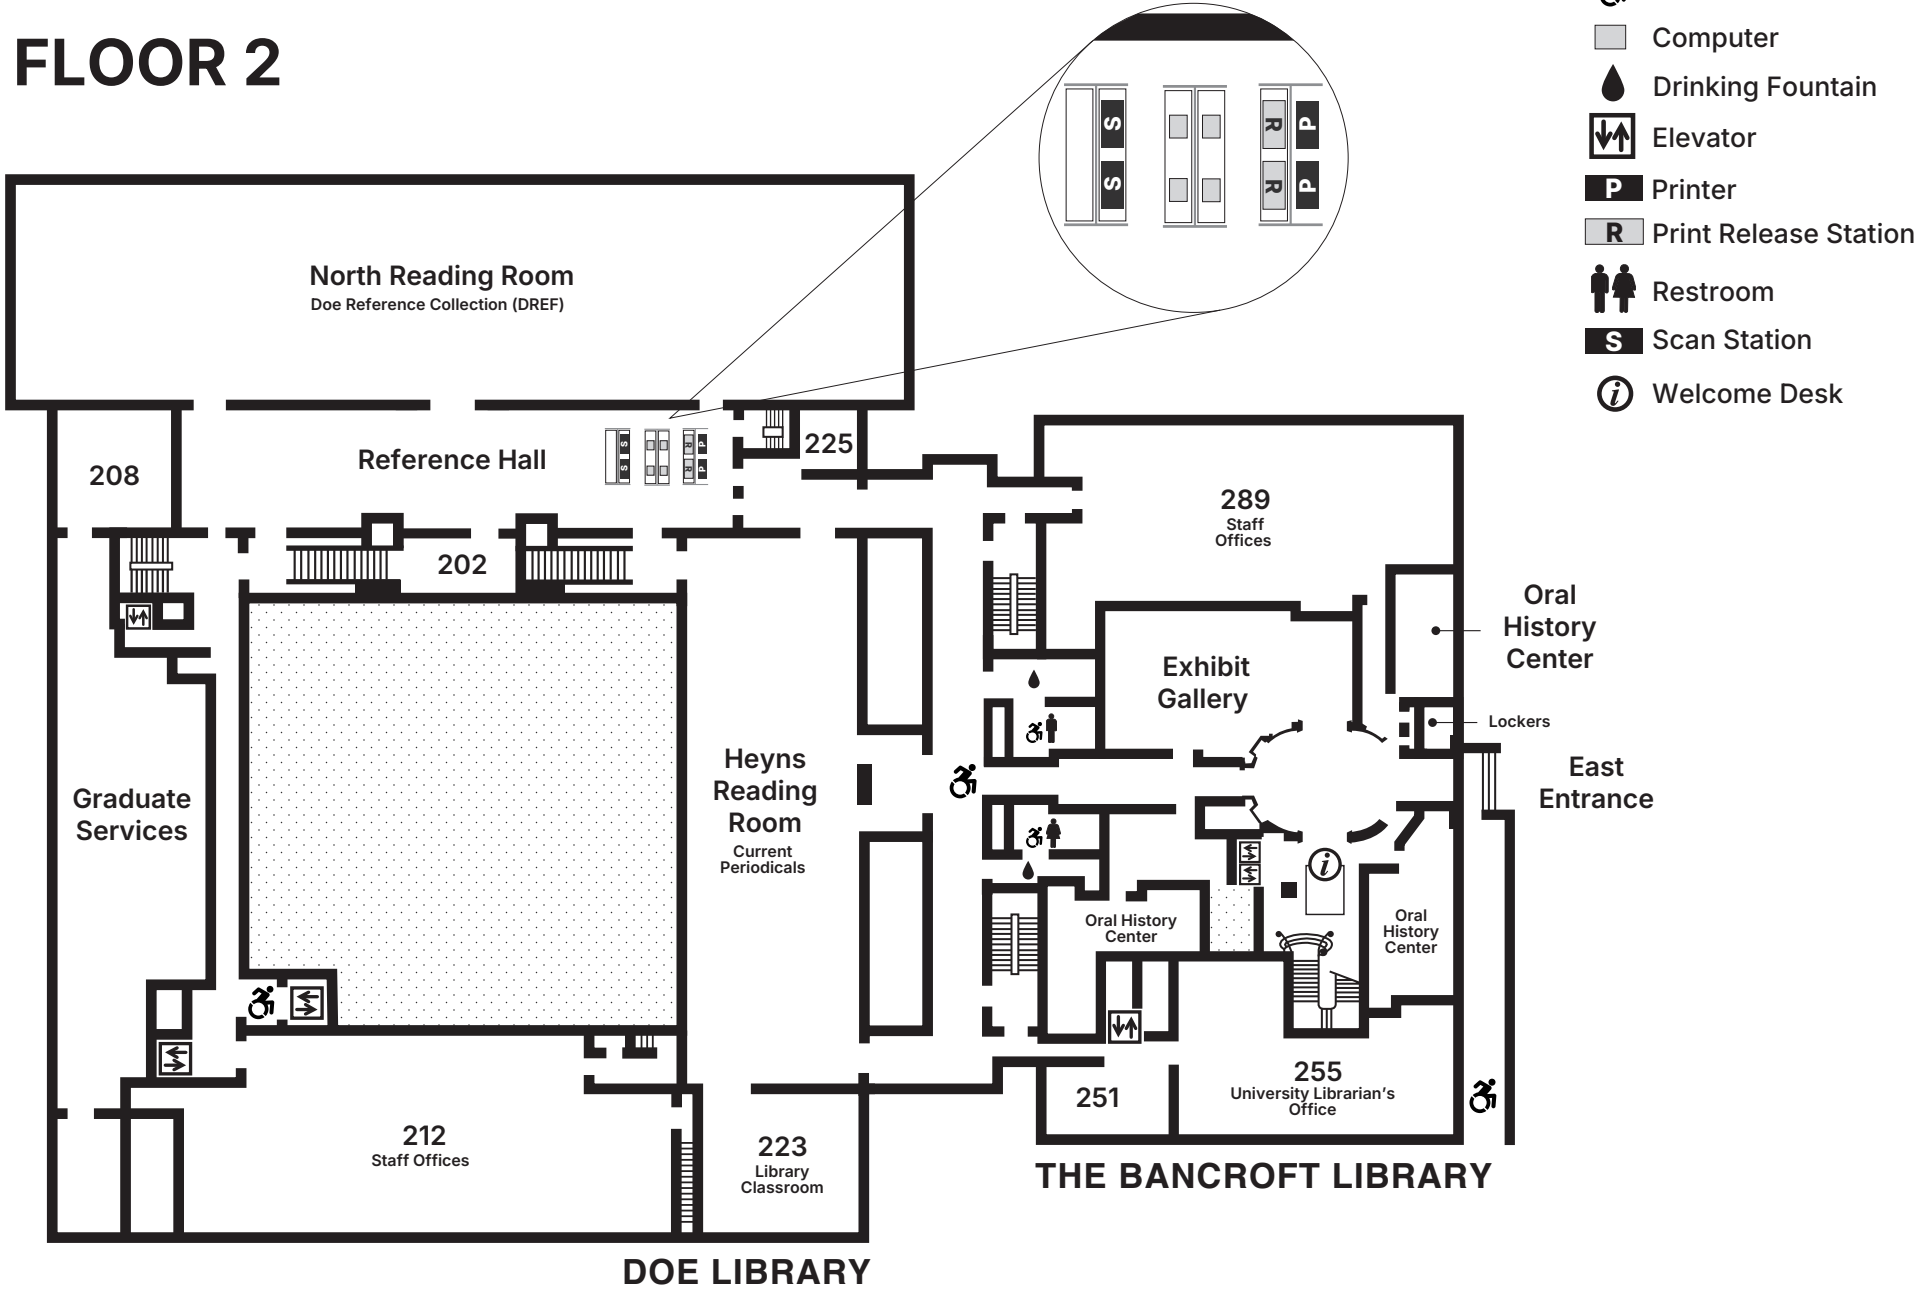 FLOOR 2
S
S
R
R
P
P
Computer
Drinking Fountain
Elevator
P Printer
R Print Release Station
Restroom
S Scan Station
i Welcome Desk
North Reading Room
Doe Reference Collection (DREF)
208
Reference Hall
S
S
R
R
P
P
225
202
289
Staff
Offices
Oral
History
Center
Exhibit
Gallery
Lockers
East
Entrance
Graduate
Services
Heyns
Reading
Room
Current
Periodicals
i
Oral History
Center
Oral
History
Center
212
Staff Offices
223
Library
Classroom
251
255
University Librarian's
Office
THE BANCROFT LIBRARY
DOE LIBRARY